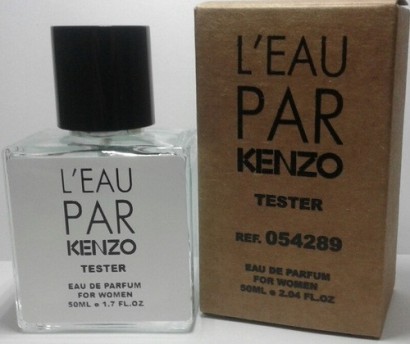 L'EAU
PAR
KENZO
TESTER
EAU DE PARFUM
FOR WOMEN
50ML e 1.7 FL.OZ
L'EAU
PAR
KENZO
TESTER
REF. 054289
EAU DE PARFUM
FOR WOMEN
50ML e 2.04 FL.OZ